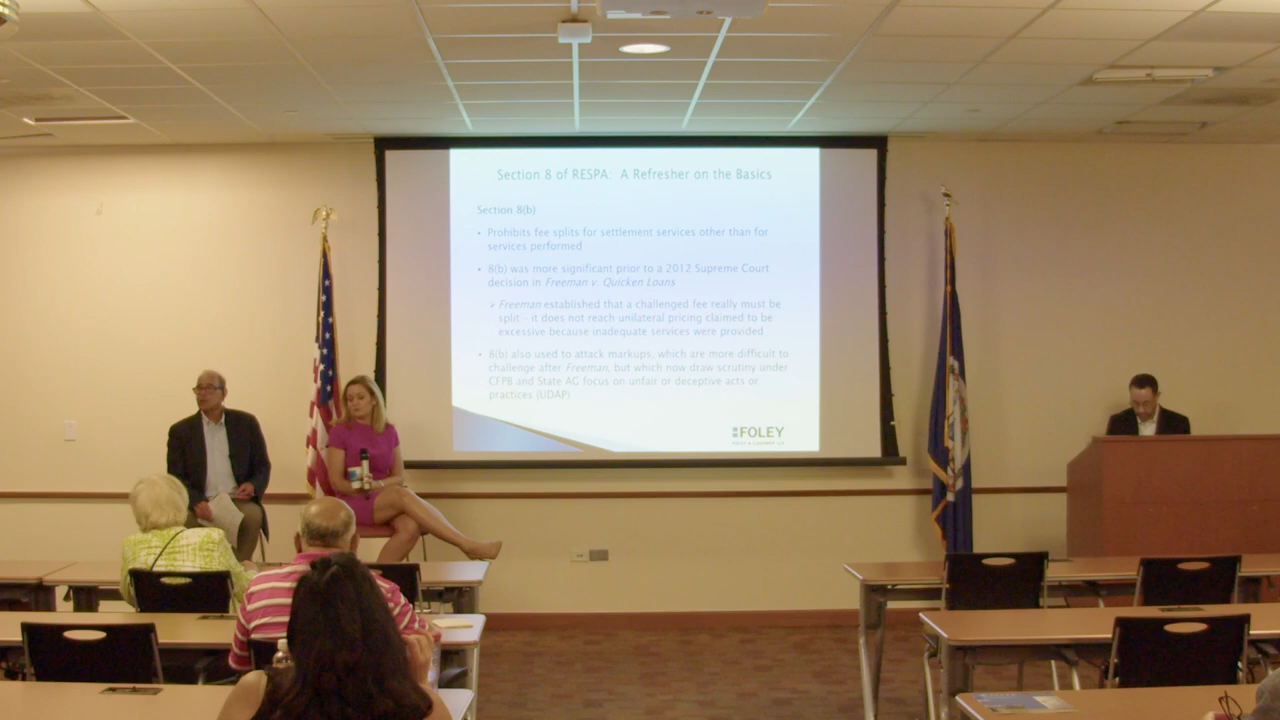 Section 8 of RESPA: A Refresher on the Basics
Section 8(b)
• Prohibits fee splits for settlement services other than for
services performed
• 8(b) was more significant prior to a 2012 Supreme Court
decision in Freeman v. Quicken Loans
➢ Freeman established that a challenged fee really must be
split – it does not reach unilateral pricing claimed to be
excessive because inadequate services were provided.
• 8(b) also used to attack markups, which are more difficult to
challenge after Freeman, but which now draw scrutiny under
CFPB and State AG focus on unfair or deceptive acts or
practices (UDAP)
FOLEY